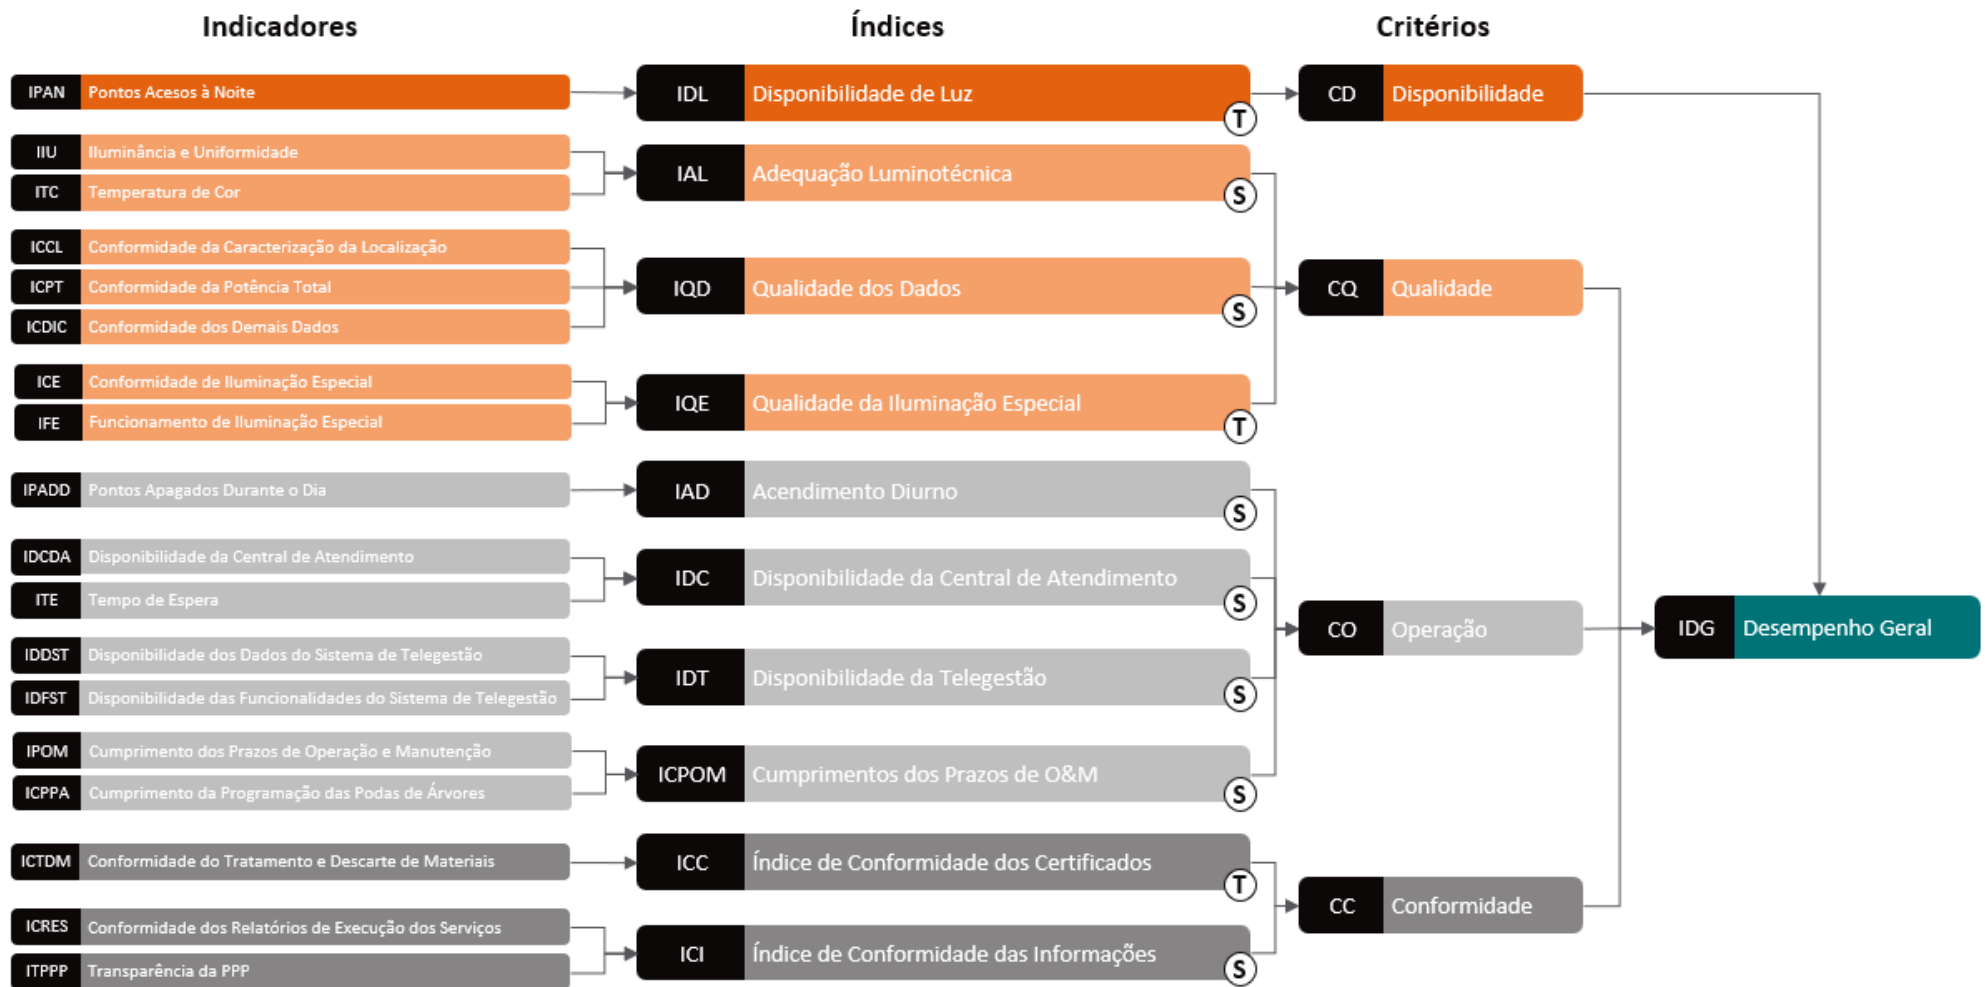 Indicadores
Índices
Critérios
IPAN Pontos Acesos à Noite
IDL Disponibilidade de Luz
T
CD Disponibilidade
IIU Iluminância e Uniformidade
ITC Temperatura de Cor
IAL Adequação Luminotécnica
S
ICCL Conformidade da Caracterização da Localização
ICPT Conformidade da Potência Total
ICDIC Conformidade dos Demais Dados
IQD Qualidade dos Dados
S
CQ Qualidade
ICE Conformidade de Iluminação Especial
IFE Funcionamento de Iluminação Especial
IQE Qualidade da Iluminação Especial
T
IPADD Pontos Apagados Durante o Dia
IAD Acendimento Diurno
S
IDCDA Disponibilidade da Central de Atendimento
ITE Tempo de Espera
IDC Disponibilidade da Central de Atendimento
S
CO Operação
IDG Desempenho Geral
IDDST Disponibilidade dos Dados do Sistema de Telegestão
IDFST Disponibilidade das Funcionalidades do Sistema de Telegestão
IDT Disponibilidade da Telegestão
S
IPOM Cumprimento dos Prazos de Operação e Manutenção
ICPPA Cumprimento da Programação das Podas de Árvores
ICPOM Cumprimentos dos Prazos de O&M
S
ICTDM Conformidade do Tratamento e Descarte de Materiais
ICC Índice de Conformidade dos Certificados
T
CC Conformidade
ICRES Conformidade dos Relatórios de Execução dos Serviços
ITPPP Transparência da PPP
ICI Índice de Conformidade das Informações
S